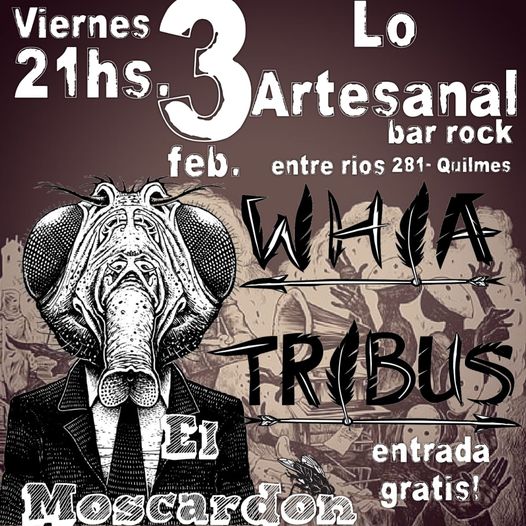 Viernes
21hs.
3
feb.
Lo
Artesanal
bar rock
entre rios 281- Quilmes
WHIA
TRIBUS
El
Moscardon
entrada
gratis!